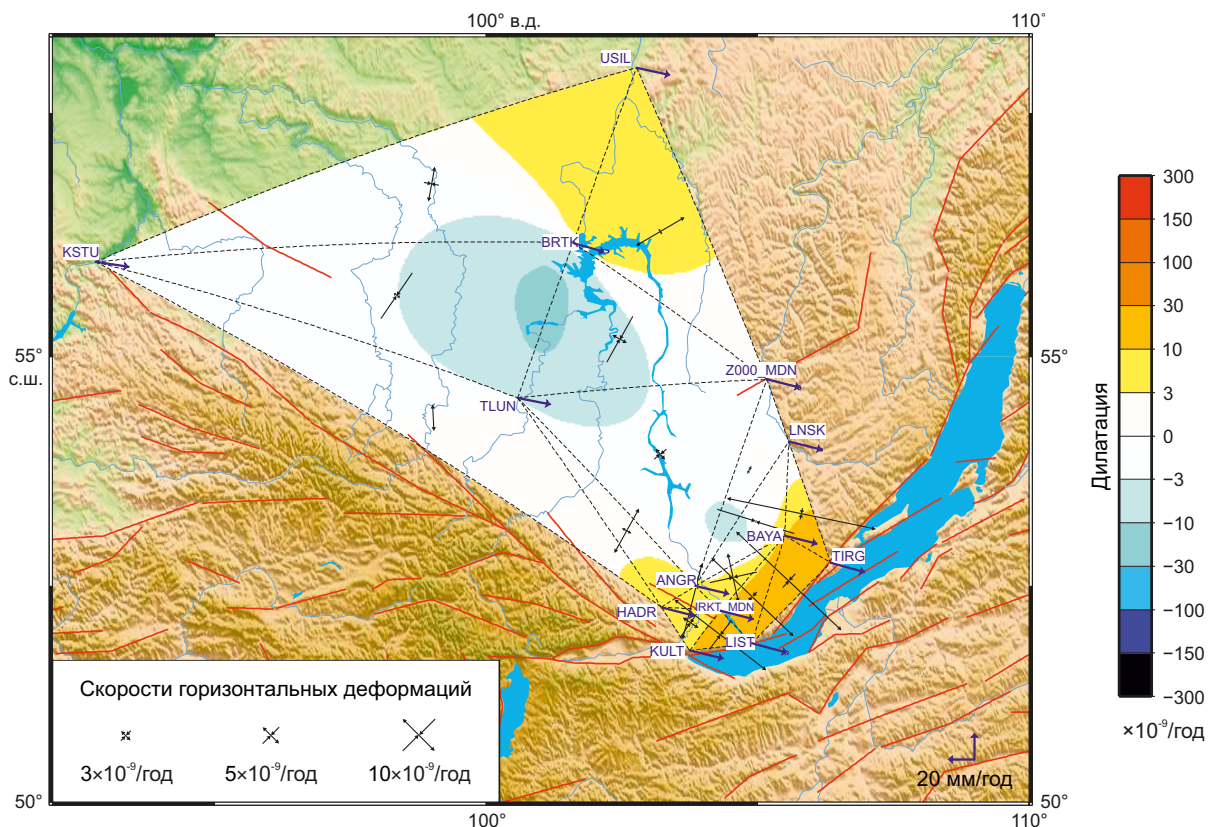 100° в.д.
110°
USIL
KSTU
BRTK
55°
с.ш.
55°
Z000_MDN
TLUN
LNSK
BAYA
TIRG
ANGR
HADR
IRKT_MDN
KULT
LIST
Скорости горизонтальных деформаций
3×10⁻⁹/год
5×10⁻⁹/год
10×10⁻⁹/год
20 мм/год
50°
50°
100°
110°
Дилатация
300
150
100
30
10
3
0
−3
−10
−30
−100
−150
−300
×10⁻⁹/год